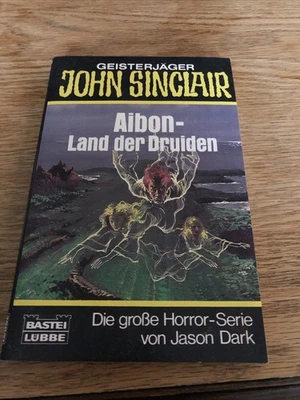 GEISTERJÄGER
JOHN SINCLAIR
Aibon-
Land der Druiden
BASTEI
LÜBBE
Die große Horror-Serie
von Jason Dark